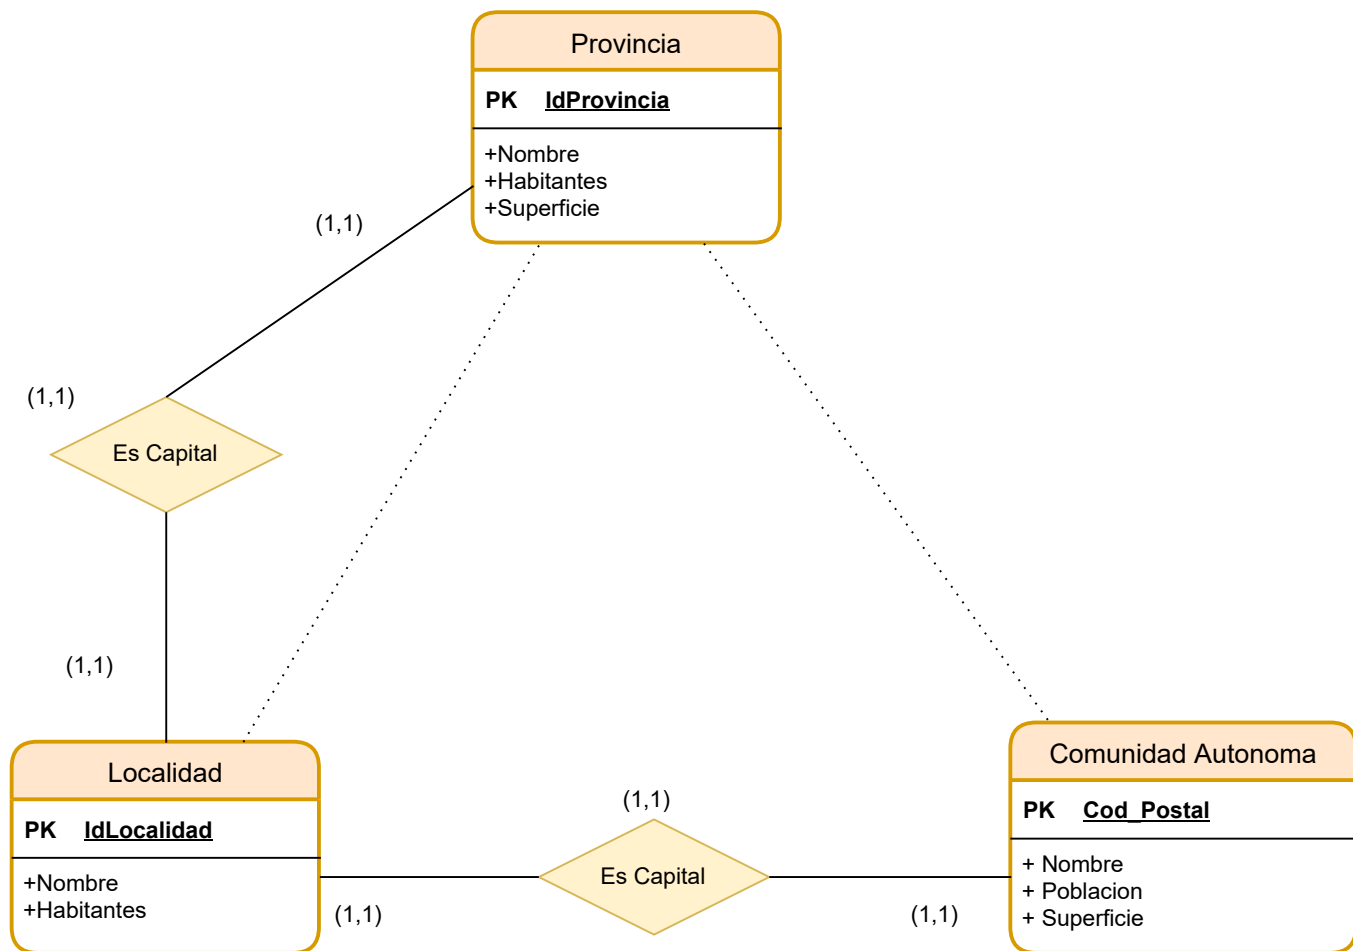 Provincia
PK IdProvincia
+Nombre
+Habitantes
+Superficie
(1,1)
(1,1)
Es Capital
(1,1)
Localidad
PK IdLocalidad
+Nombre
+Habitantes
(1,1)
Es Capital
(1,1)
(1,1)
Comunidad Autonoma
PK Cod_Postal
+ Nombre
+ Poblacion
+ Superficie